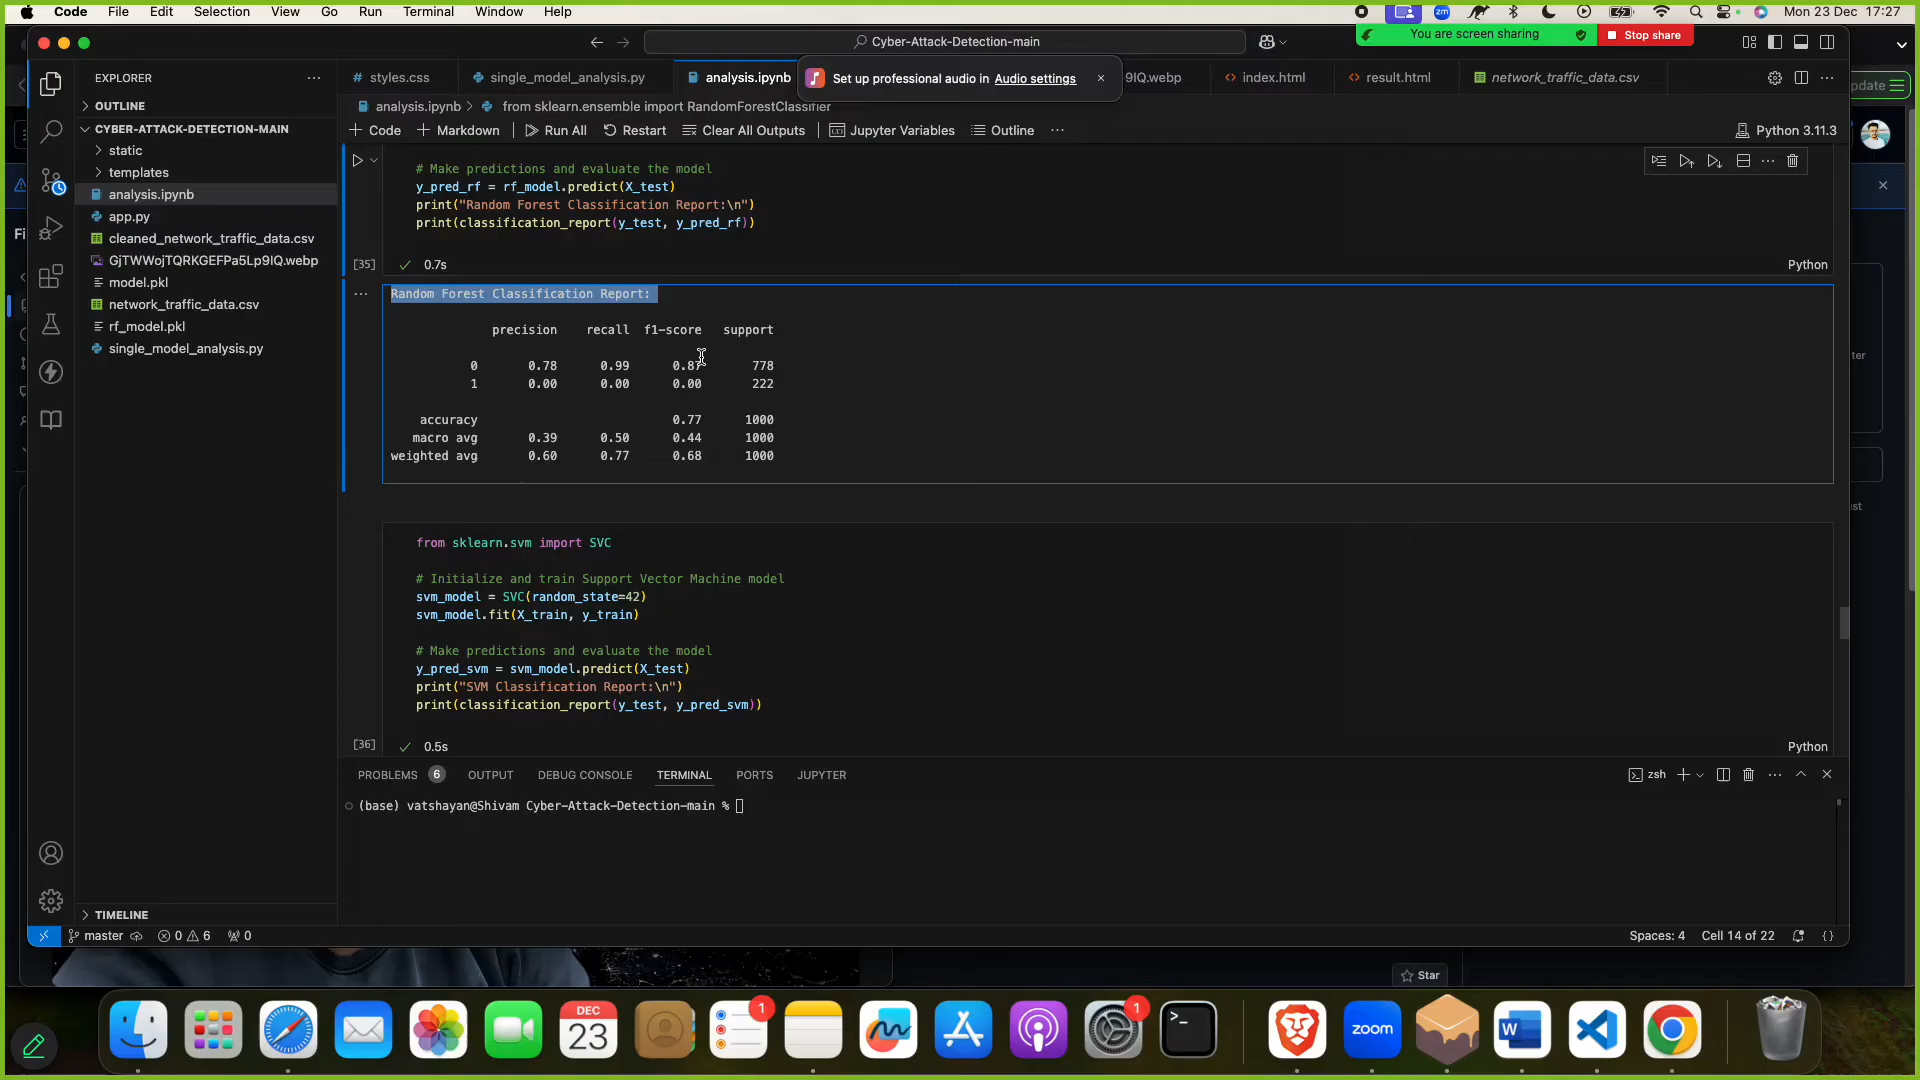 Code File Edit Selection View Go Run Terminal Window Help
zm
Mon 23 Dec 17:27
Cyber-Attack-Detection-main
You are screen sharing
Stop share
EXPLORER
styles.css
single_model_analysis.py
analysis.ipynb
9IQ.webp
index.html
result.html
network_traffic_data.csv
Set up professional audio in Audio settings
analysis.ipynb > from sklearn.ensemble import RandomForestClassifier
Code
Markdown
Run All
Restart
Clear All Outputs
Jupyter Variables
Outline
Python 3.11.3
OUTLINE
CYBER-ATTACK-DETECTION-MAIN
static
templates
analysis.ipynb
app.py
cleaned_network_traffic_data.csv
GjTWWojTQRKGEFPa5Lp9IQ.webp
model.pkl
network_traffic_data.csv
rf_model.pkl
single_model_analysis.py
TIMELINE
# Make predictions and evaluate the model
y_pred_rf = rf_model.predict(X_test)
print("Random Forest Classification Report:\n")
print(classification_report(y_test, y_pred_rf))
[35]
0.7s
Python
Random Forest Classification Report:
precision recall f1-score support
0 0.78 0.99 0.87 778
1 0.00 0.00 0.00 222
accuracy 0.77 1000
macro avg 0.39 0.50 0.44 1000
weighted avg 0.60 0.77 0.68 1000
from sklearn.svm import SVC
# Initialize and train Support Vector Machine model
svm_model = SVC(random_state=42)
svm_model.fit(X_train, y_train)
# Make predictions and evaluate the model
y_pred_svm = svm_model.predict(X_test)
print("SVM Classification Report:\n")
print(classification_report(y_test, y_pred_svm))
[36]
0.5s
Python
PROBLEMS 6 OUTPUT DEBUG CONSOLE TERMINAL PORTS JUPYTER
zsh
(base) vatshayan@Shivam Cyber-Attack-Detection-main %
master
0 6
0
Spaces: 4
Cell 14 of 22
Star
DEC
23
1
1
zoom